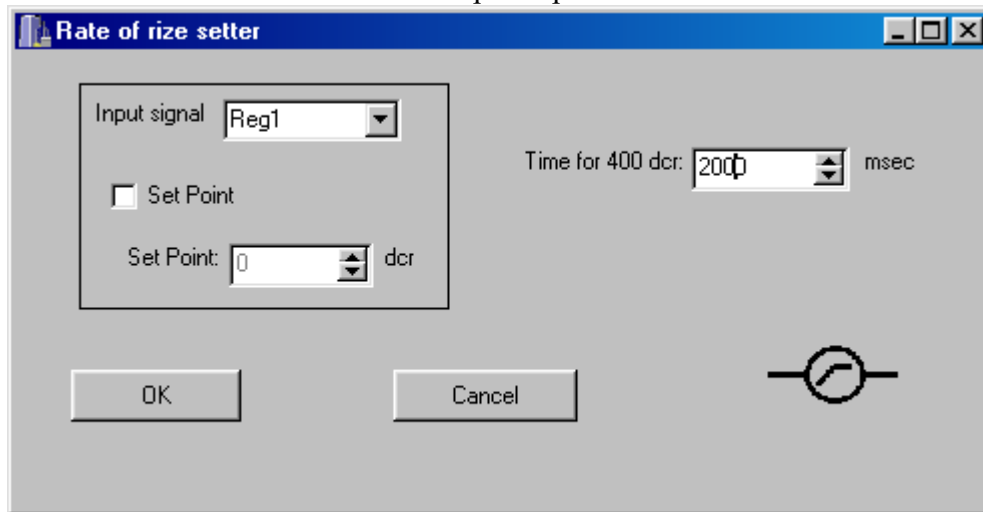 Rate of rize setter
Input signal Reg1
Time for 400 dcr: 2000 msec
Set Point
Set Point: 0 dcr
OK Cancel